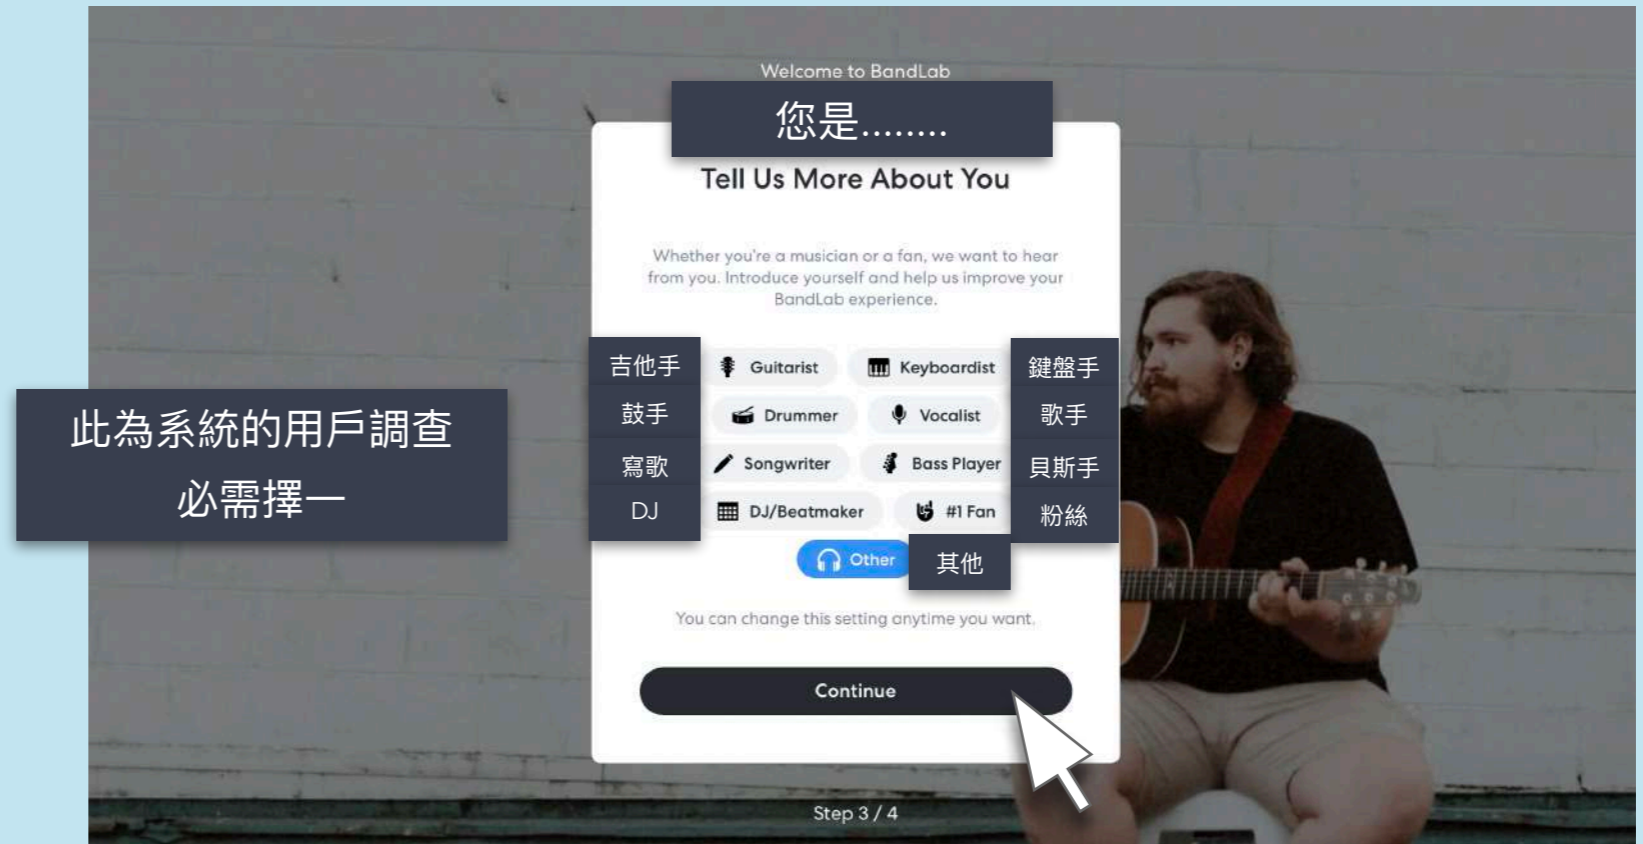 Welcome to BandLab
您是........
Tell Us More About You
Whether you're a musician or a fan, we want to hear
from you. Introduce yourself and help us improve your
BandLab experience.
吉他手 Guitarist Keyboardist 鍵盤手
鼓手 Drummer Vocalist 歌手
寫歌 Songwriter Bass Player 貝斯手
DJ DJ/Beatmaker #1 Fan 粉絲
Other 其他
此為系統的用戶調查
必需擇一
You can change this setting anytime you want.
Continue
Step 3 / 4